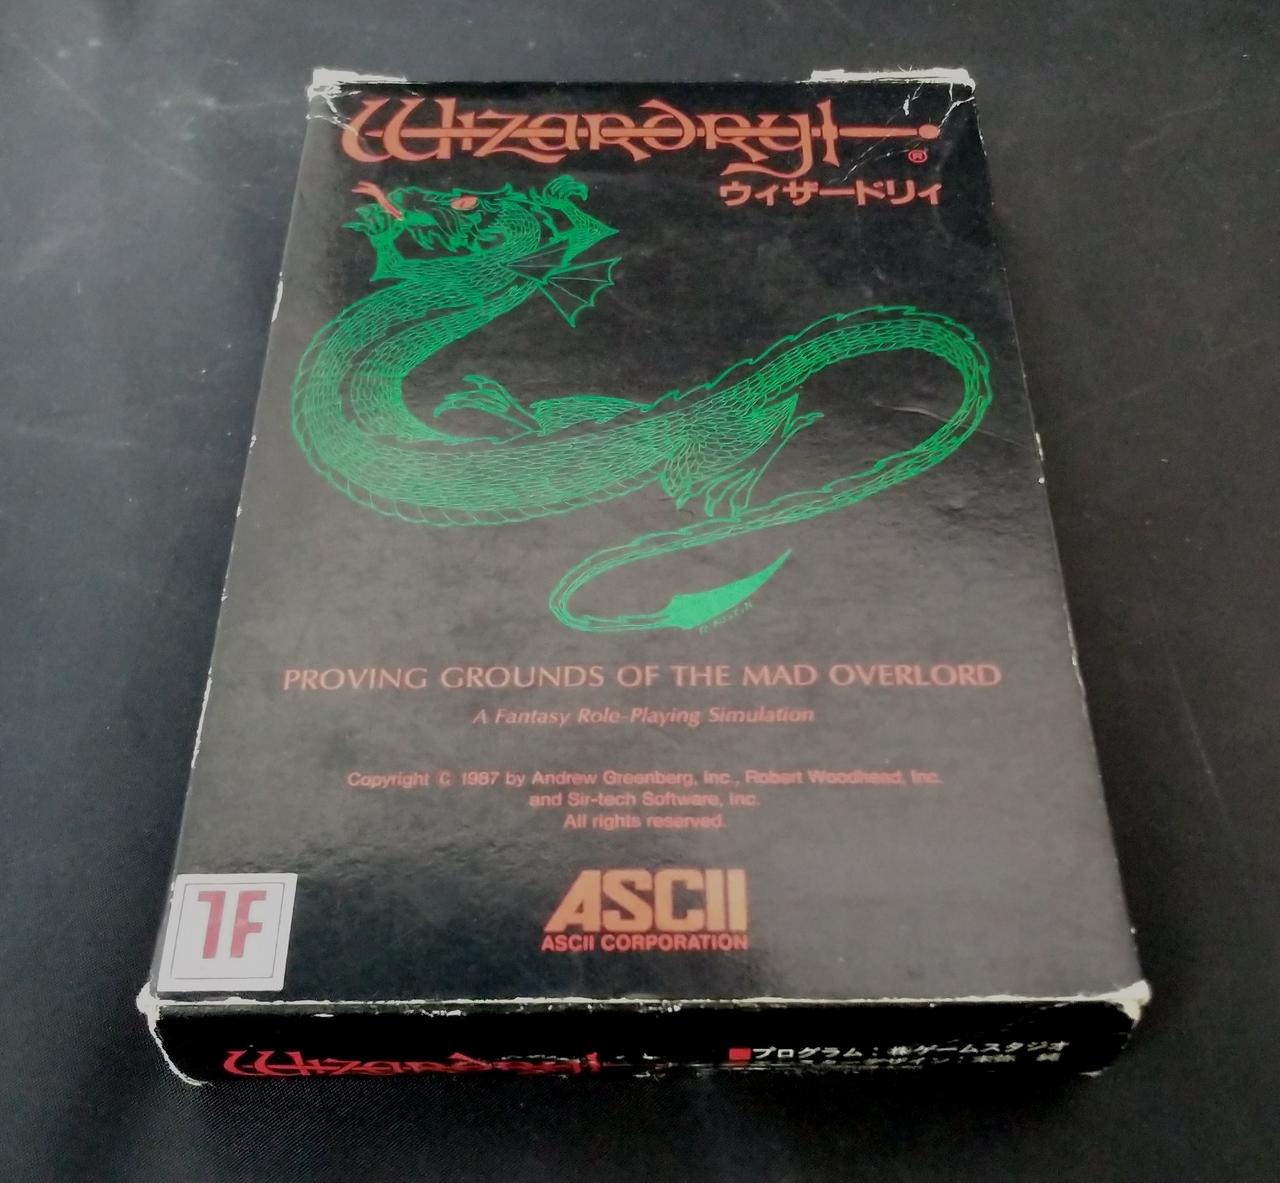 Wizardry
®
ウィザードリィ
PROVING GROUNDS OF THE MAD OVERLORD
A Fantasy Role-Playing Simulation
Copyright © 1987 by Andrew Greenberg, Inc., Robert Woodhead, Inc.
and Sir-tech Software, Inc.
All rights reserved.
ASCII
ASCII CORPORATION
Wizardry
■プログラム：㈱ゲームスタジオ